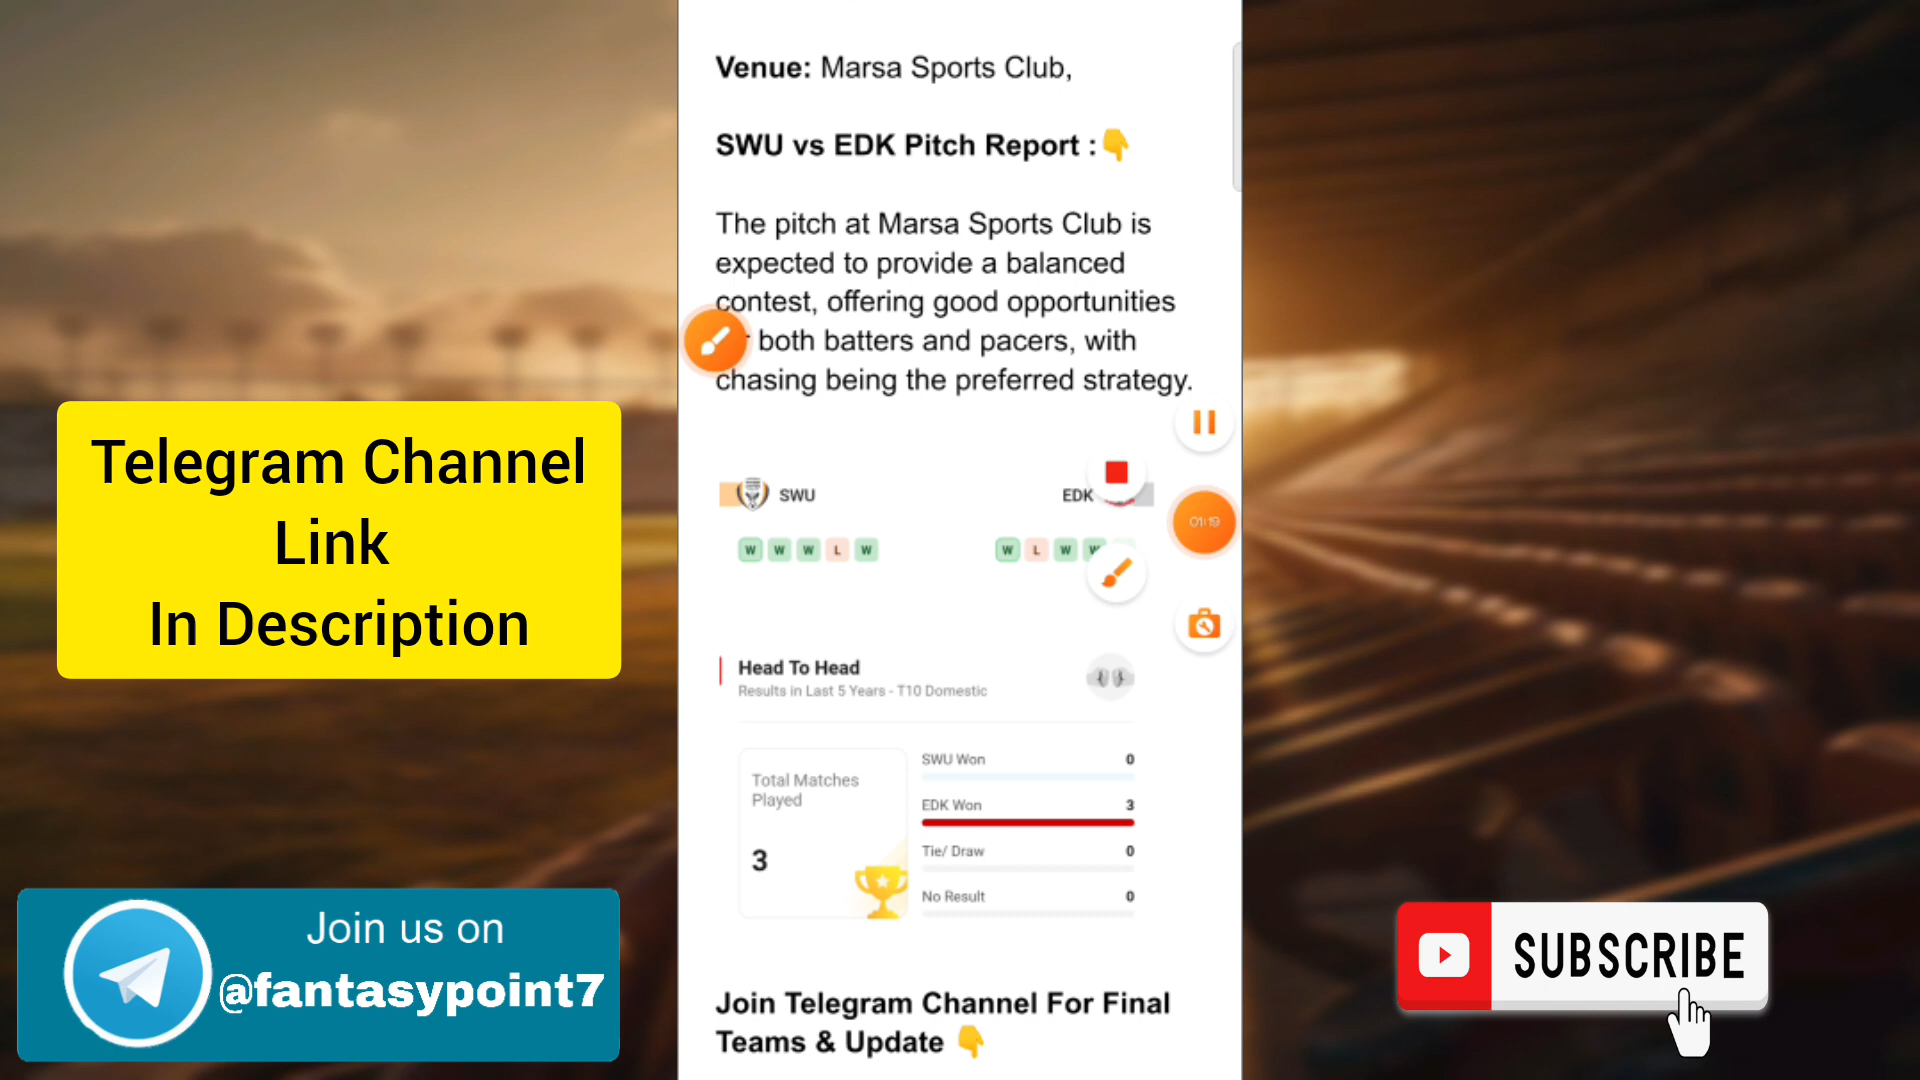 Venue: Marsa Sports Club,
SWU vs EDK Pitch Report :
The pitch at Marsa Sports Club is
expected to provide a balanced
contest, offering good opportunities
both batters and pacers, with
chasing being the preferred strategy.
SWU
EDK
W W W L W
W L W W
01:19
Head To Head
Results in Last 5 Years - T10 Domestic
Total Matches
Played
3
SWU Won 0
EDK Won 3
Tie/ Draw 0
No Result 0
Join Telegram Channel For Final
Teams & Update
Telegram Channel
Link
In Description
Join us on
@fantasypoint7
SUBSCRIBE